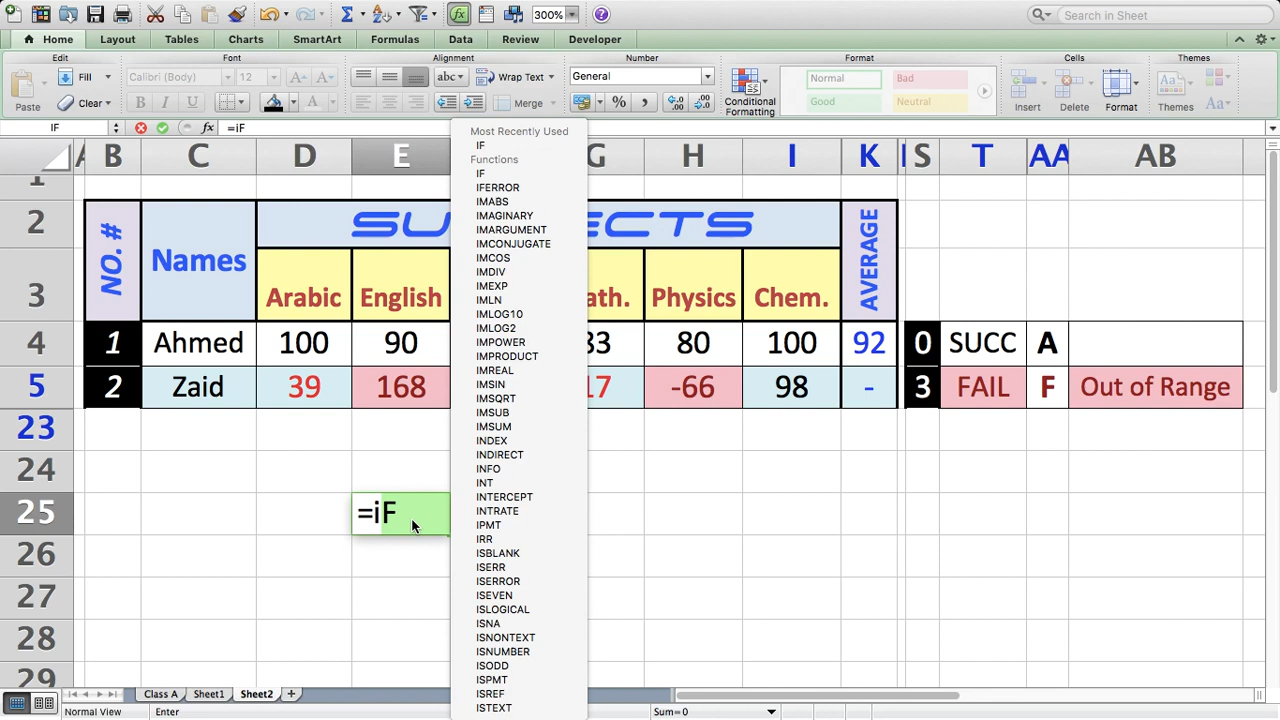 300%
Search in Sheet
Home Layout Tables Charts SmartArt Formulas Data Review Developer
Edit Font Alignment Number Format Cells Themes
Paste Fill Calibri (Body) 12 A A abc Wrap Text General Conditional Formatting Normal Bad Insert Delete Format Themes Aa
Clear B I U A Merge % , .0 .00 Good Neutral
IF fx =iF
Most Recently Used
IF
Functions
IF
IFERROR
IMABS
IMAGINARY
IMARGUMENT
IMCONJUGATE
IMCOS
IMDIV
IMEXP
IMLN
IMLOG10
IMLOG2
IMPOWER
IMPRODUCT
IMREAL
IMSIN
IMSQRT
IMSUB
IMSUM
INDEX
INDIRECT
INFO
INT
INTERCEPT
INTRATE
IPMT
IRR
ISBLANK
ISERR
ISERROR
ISEVEN
ISLOGICAL
ISNA
ISNONTEXT
ISNUMBER
ISODD
ISPMT
ISREF
ISTEXT
B C D E G H I K S T AA AB
1
2 NO. # Names SU ECTS AVERAGE
3 Arabic English ath. Physics Chem.
4 1 Ahmed 100 90 33 80 100 92 0 SUCC A
5 2 Zaid 39 168 17 -66 98 - 3 FAIL F Out of Range
23
24
25 =iF
26
27
28
29
Class A Sheet1 Sheet2
Normal View Enter Sum=0